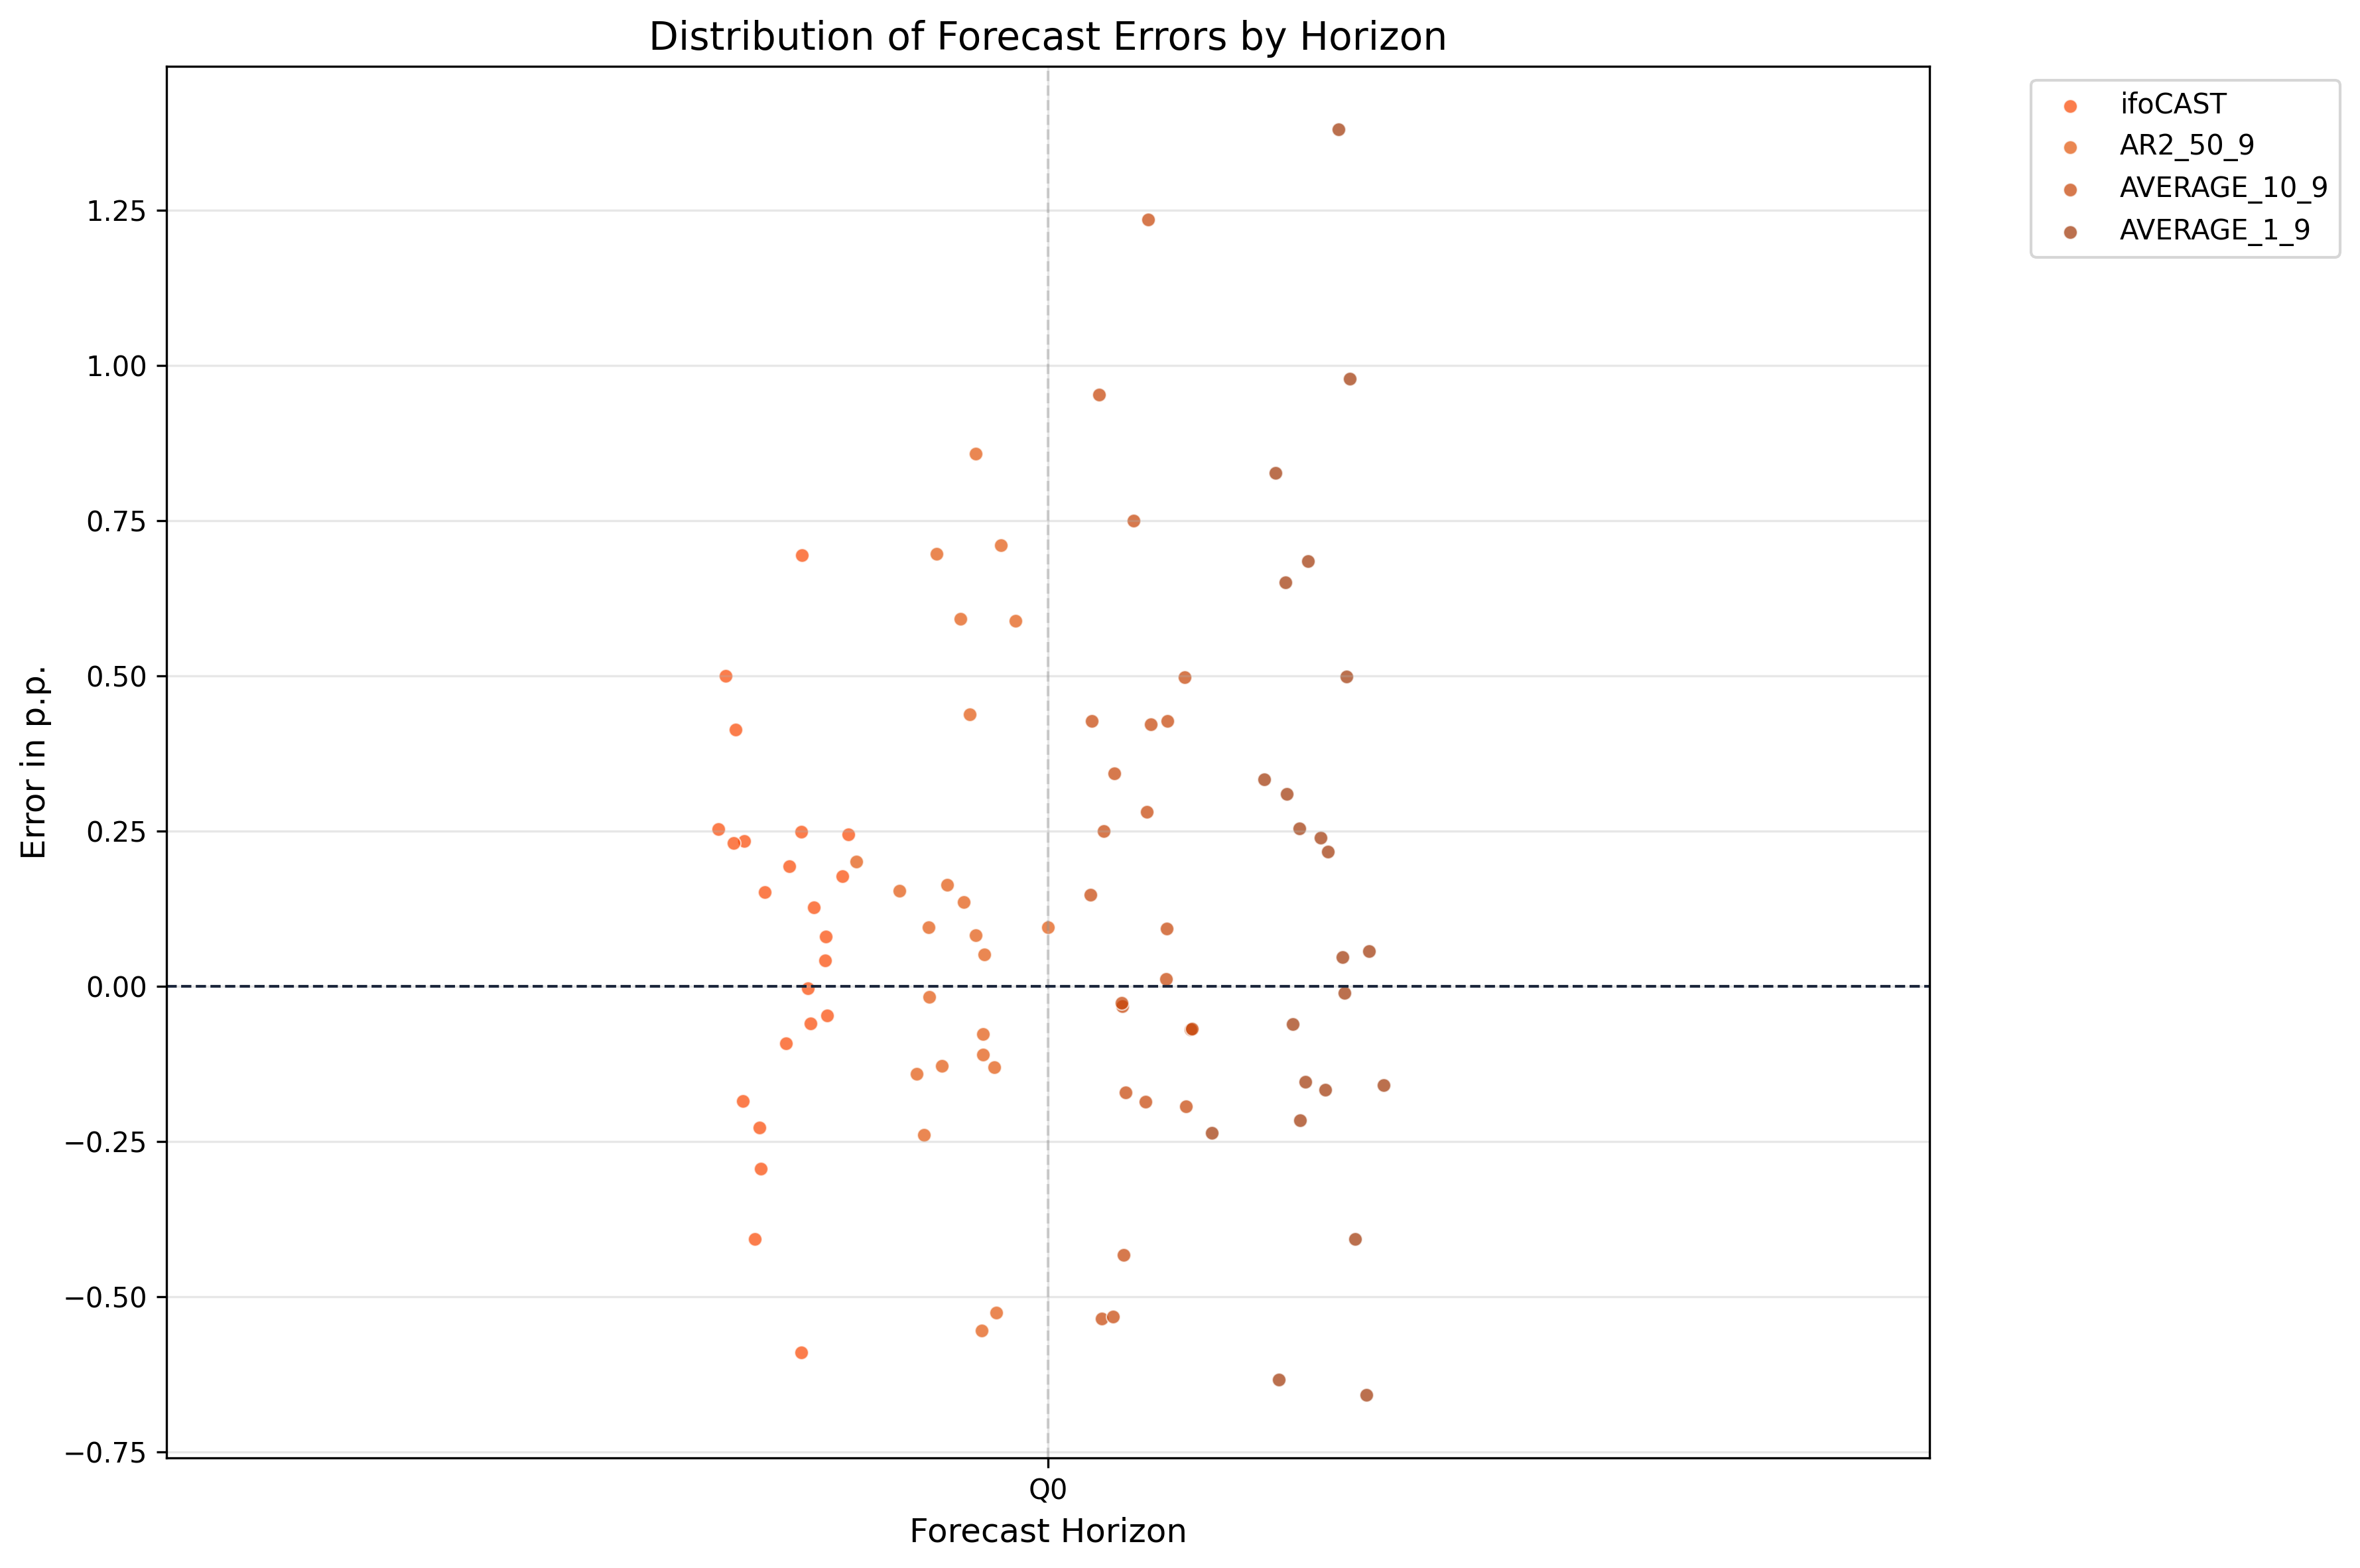 Distribution of Forecast Errors by Horizon
ifoCAST
AR2_50_9
AVERAGE_10_9
AVERAGE_1_9
Error in p.p.
1.25
1.00
0.75
0.50
0.25
0.00
−0.25
−0.50
−0.75
Q0
Forecast Horizon